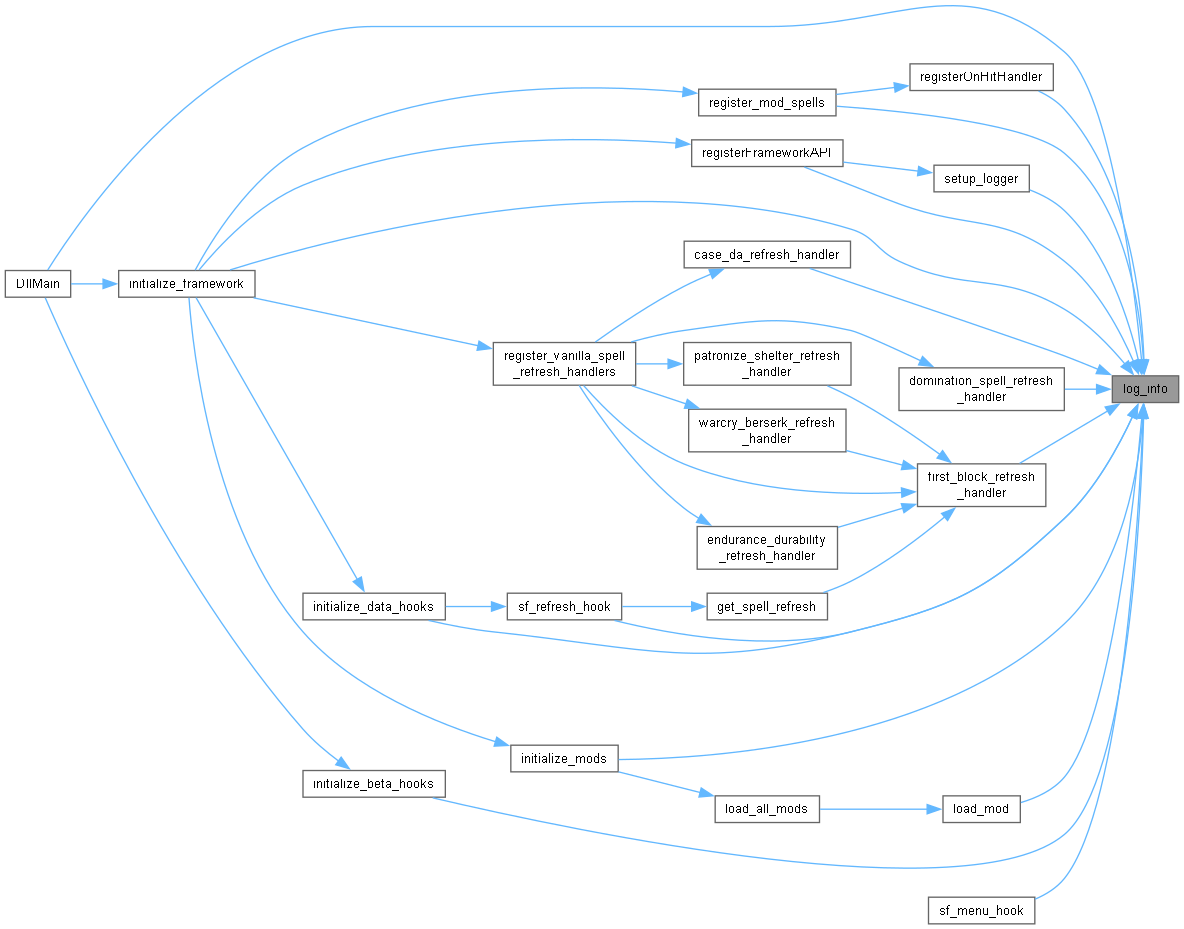 registerOnHitHandler
register_mod_spells
registerFrameworkAPI
setup_logger
case_da_refresh_handler
DllMain
initialize_framework
register_vanilla_spell
_refresh_handlers
patronize_shelter_refresh
_handler
domination_spell_refresh
_handler
log_info
warcry_berserk_refresh
_handler
first_block_refresh
_handler
endurance_durability
_refresh_handler
initialize_data_hooks
sf_refresh_hook
get_spell_refresh
initialize_mods
initialize_beta_hooks
load_all_mods
load_mod
sf_menu_hook